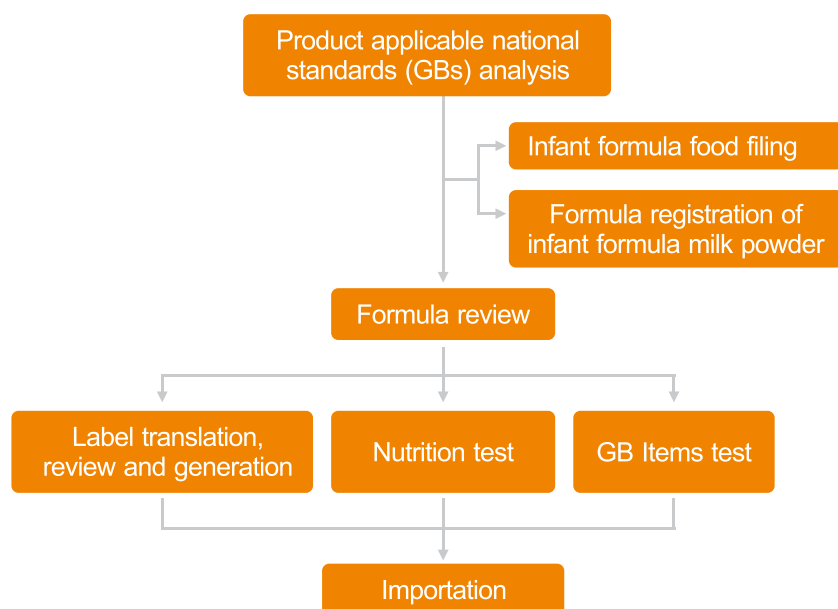 Product applicable national
standards (GBs) analysis
Infant formula food filing
Formula registration of
infant formula milk powder
Formula review
Label translation,
review and generation
Nutrition test
GB Items test
Importation